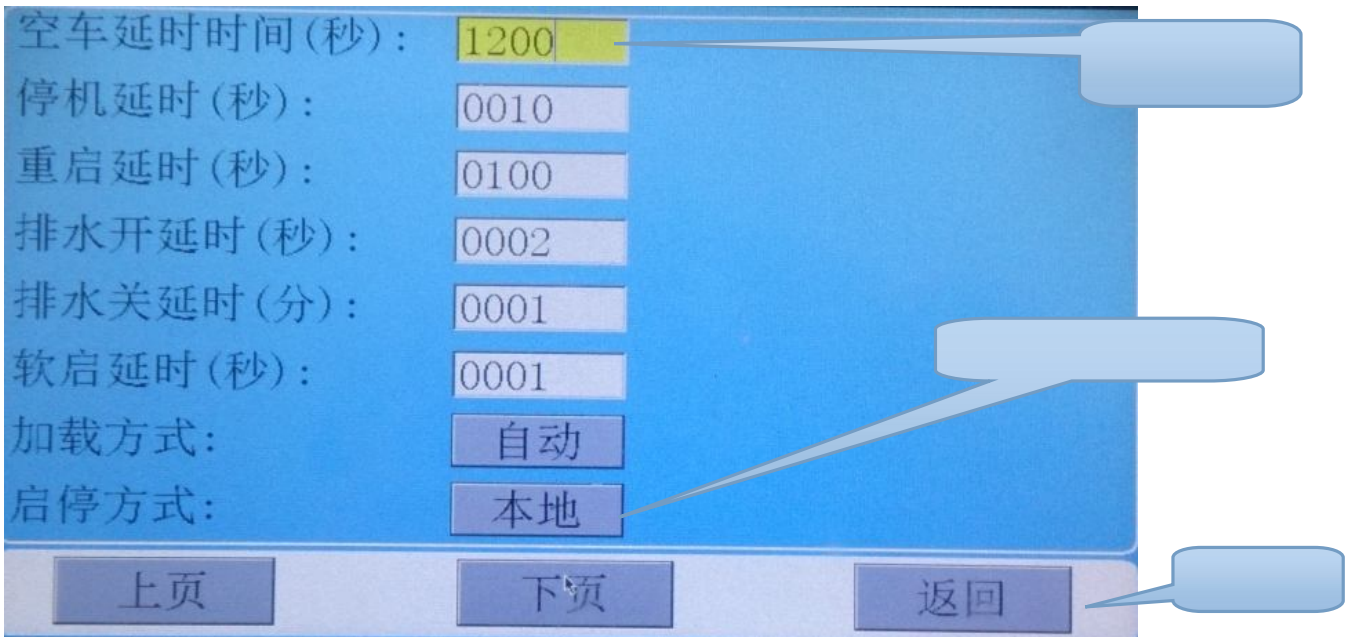 空车延时时间(秒): 1200
停机延时(秒): 0010
重启延时(秒): 0100
排水开延时(秒): 0002
排水关延时(分): 0001
软启延时(秒): 0001
加载方式: 自动
启停方式: 本地
上页 下页 返回